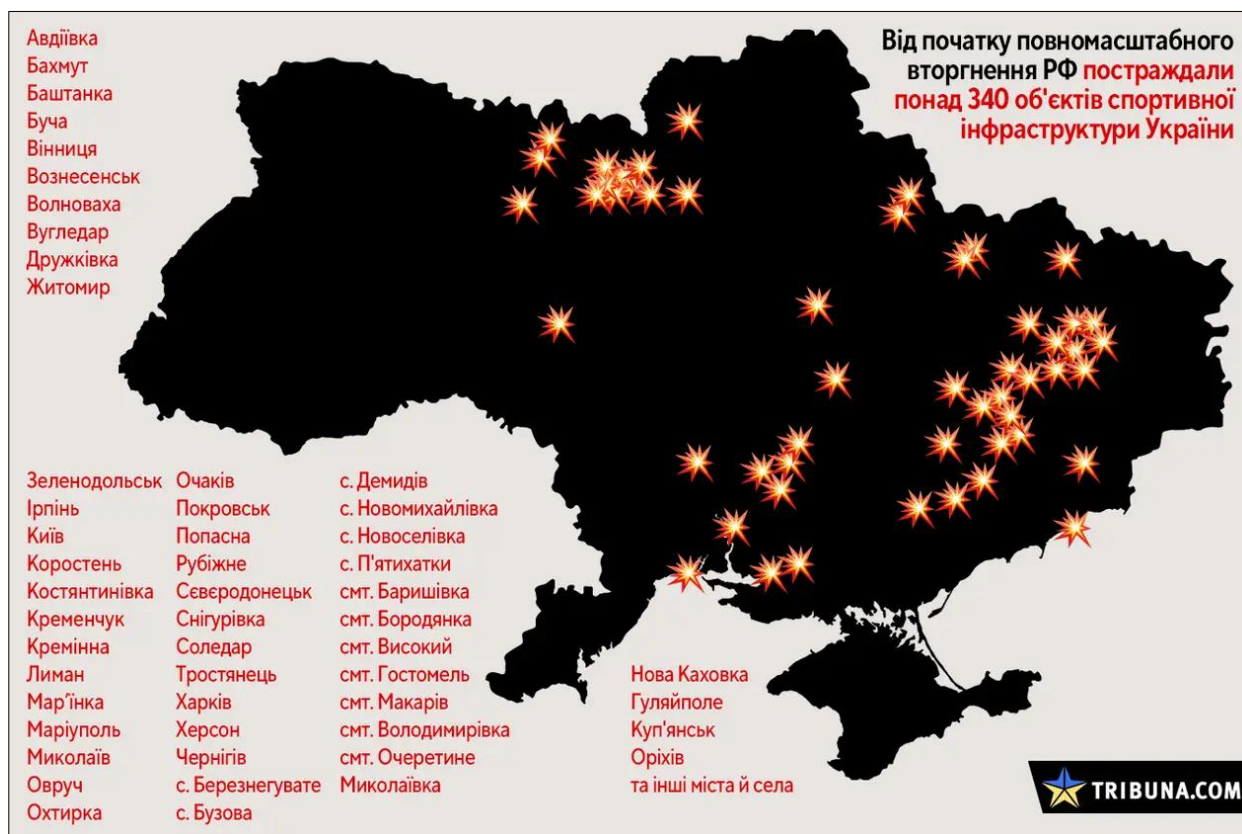 Авдіївка
Бахмут
Баштанка
Буча
Вінниця
Вознесенськ
Волноваха
Вугледар
Дружківка
Житомир
Від початку повномасштабного
вторгнення РФ постраждали
понад 340 об'єктів спортивної
інфраструктури України
Зеленодольськ
Ірпінь
Київ
Коростень
Костянтинівка
Кременчук
Кремінна
Лиман
Мар'їнка
Маріуполь
Миколаїв
Овруч
Охтирка
Очаків
Покровськ
Попасна
Рубіжне
Сєвєродонецьк
Снігурівка
Соледар
Тростянець
Харків
Херсон
Чернігів
с. Березнегувате
с. Бузова
с. Демидів
с. Новомихайлівка
с. Новоселівка
с. П'ятихатки
смт. Баришівка
смт. Бородянка
смт. Високий
смт. Гостомель
смт. Макарів
смт. Володимирівка
смт. Очеретине
Миколаївка
Нова Каховка
Гуляйполе
Куп'янськ
Оріхів
та інші міста й села
TRIBUNA.COM